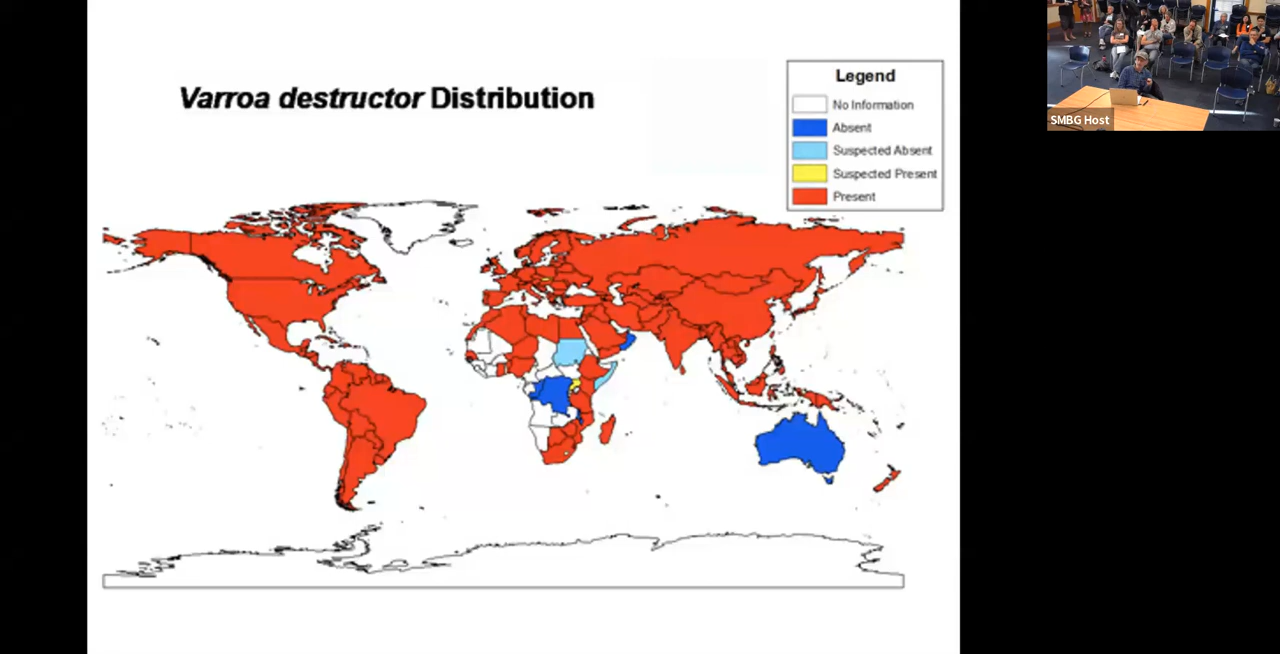 Varroa destructor Distribution
Legend
No Information
Absent
Suspected Absent
Suspected Present
Present
SMBG Host